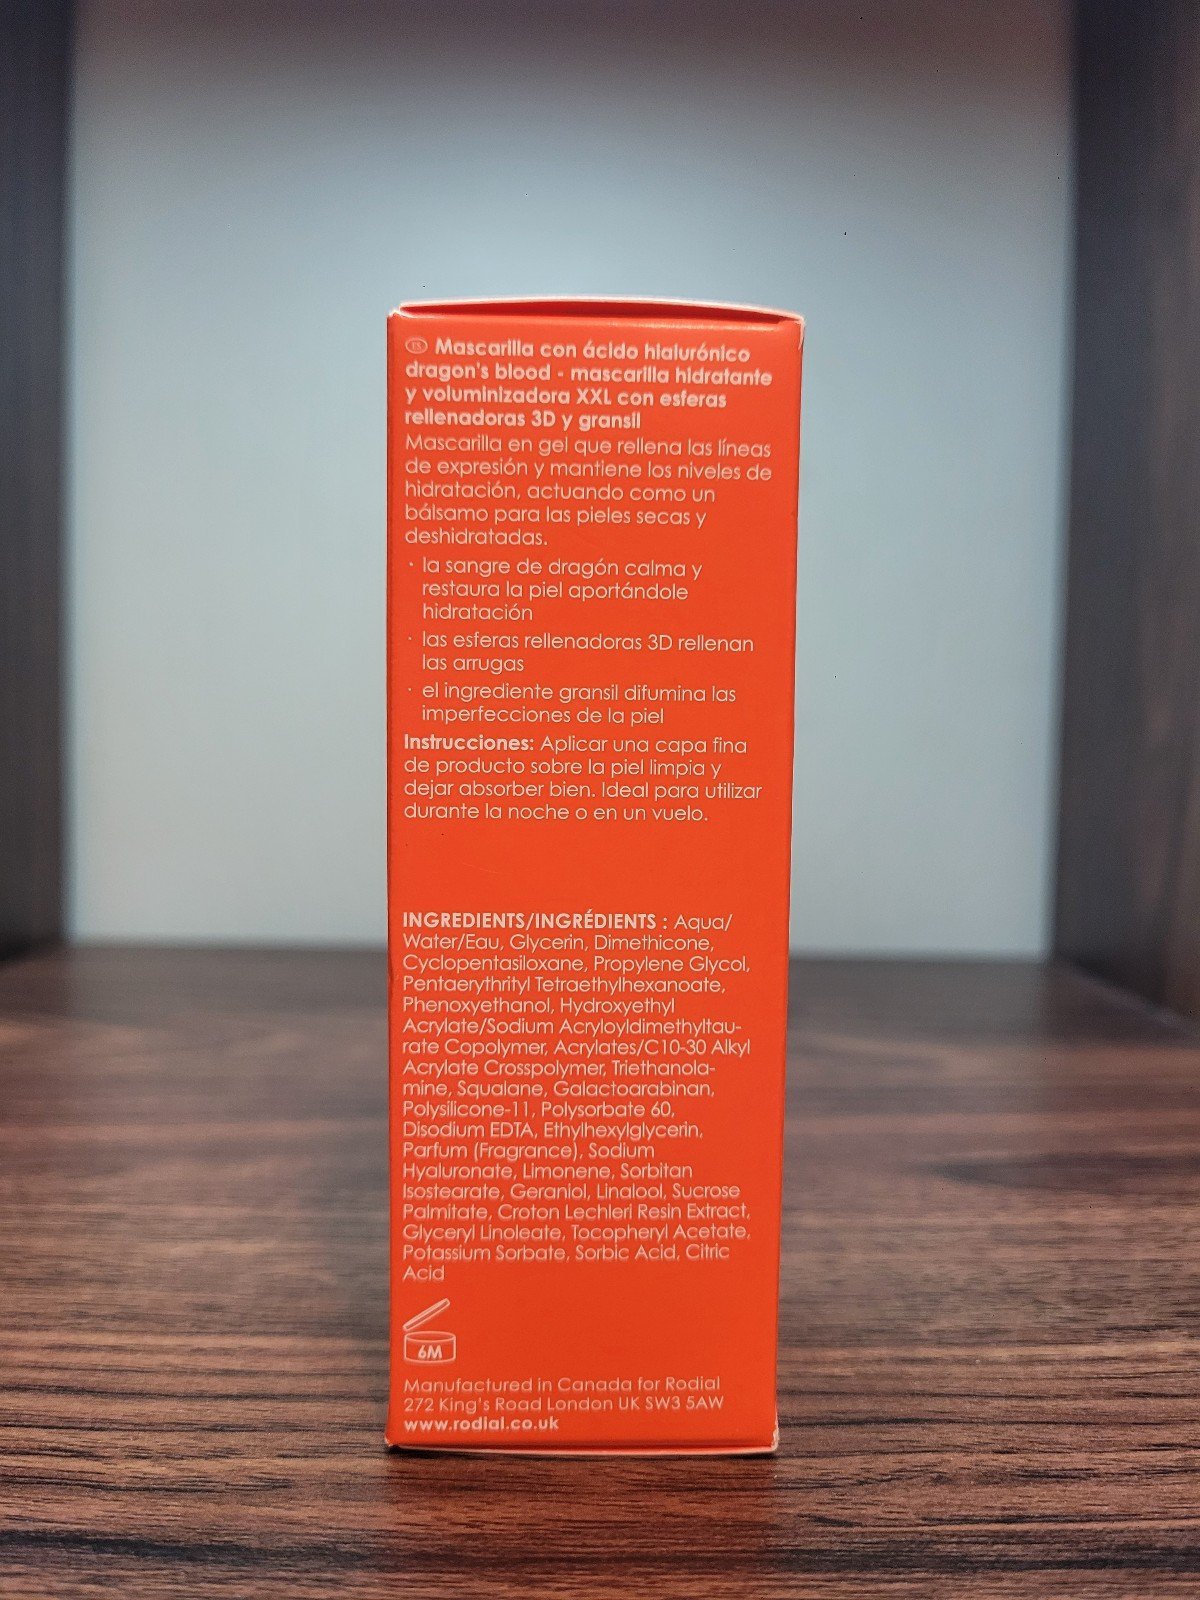 ES Mascarilla con ácido hialurónico
dragon's blood - mascarilla hidratante
y voluminizadora XXL con esferas
rellenadoras 3D y gransil
Mascarilla en gel que rellena las líneas
de expresión y mantiene los niveles de
hidratación, actuando como un
bálsamo para las pieles secas y
deshidratadas.
· la sangre de dragón calma y
restaura la piel aportándole
hidratación
· las esferas rellenadoras 3D rellenan
las arrugas
· el ingrediente gransil difumina las
imperfecciones de la piel
Instrucciones: Aplicar una capa fina
de producto sobre la piel limpia y
dejar absorber bien. Ideal para utilizar
durante la noche o en un vuelo.
INGREDIENTS/INGRÉDIENTS : Aqua/
Water/Eau, Glycerin, Dimethicone,
Cyclopentasiloxane, Propylene Glycol,
Pentaerythrityl Tetraethylhexanoate,
Phenoxyethanol, Hydroxyethyl
Acrylate/Sodium Acryloyldimethyltau-
rate Copolymer, Acrylates/C10-30 Alkyl
Acrylate Crosspolymer, Triethanola-
mine, Squalane, Galactoarabinan,
Polysilicone-11, Polysorbate 60,
Disodium EDTA, Ethylhexylglycerin,
Parfum (Fragrance), Sodium
Hyaluronate, Limonene, Sorbitan
Isostearate, Geraniol, Linalool, Sucrose
Palmitate, Croton Lechleri Resin Extract,
Glyceryl Linoleate, Tocopheryl Acetate,
Potassium Sorbate, Sorbic Acid, Citric
Acid
6M
Manufactured in Canada for Rodial
272 King's Road London UK SW3 5AW
www.rodial.co.uk